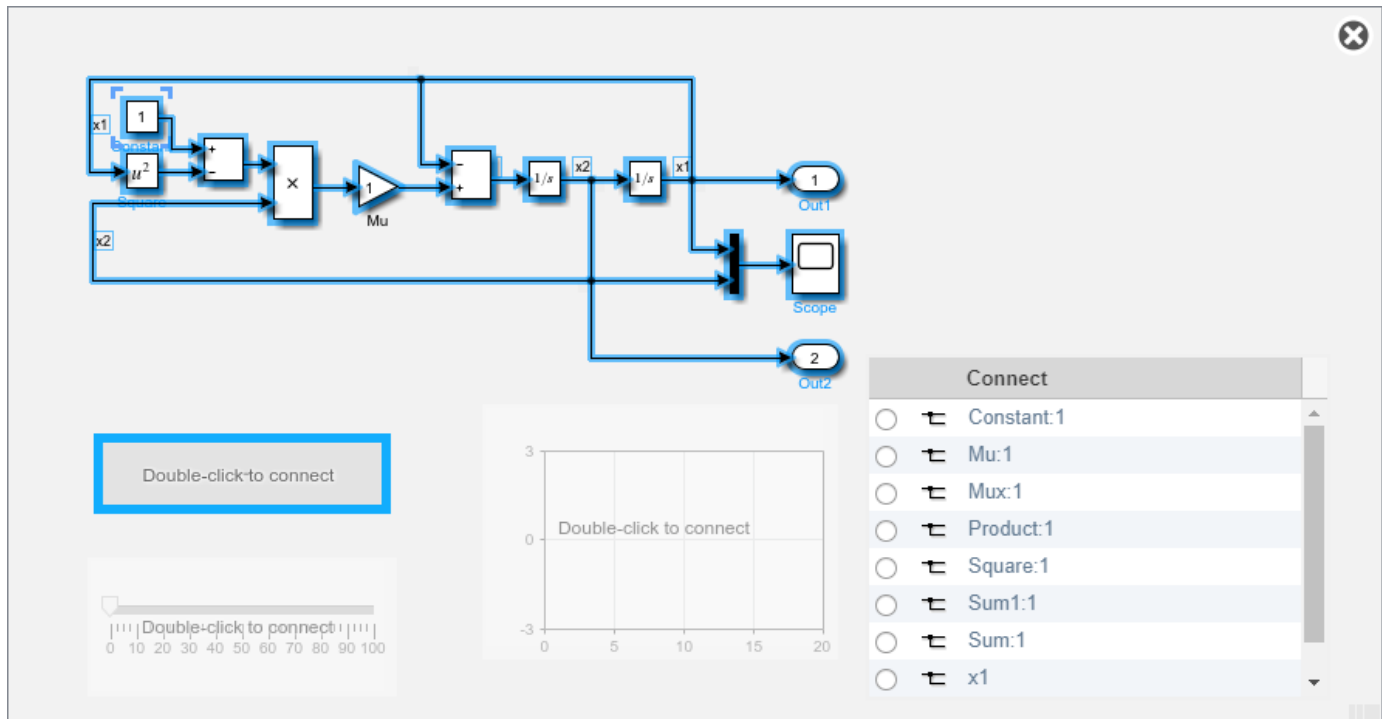 x1
1
Constan
u²
Square
+
−
×
1
Mu
−
+
1/s
x2
1/s
x1
1
Out1
x2
Scope
2
Out2
Connect
Constant:1
Mu:1
Mux:1
Product:1
Square:1
Sum1:1
Sum:1
x1
Double-click to connect
3
0
-3
Double-click to connect
0 5 10 15 20
Double-click to connect
0 10 20 30 40 50 60 70 80 90 100